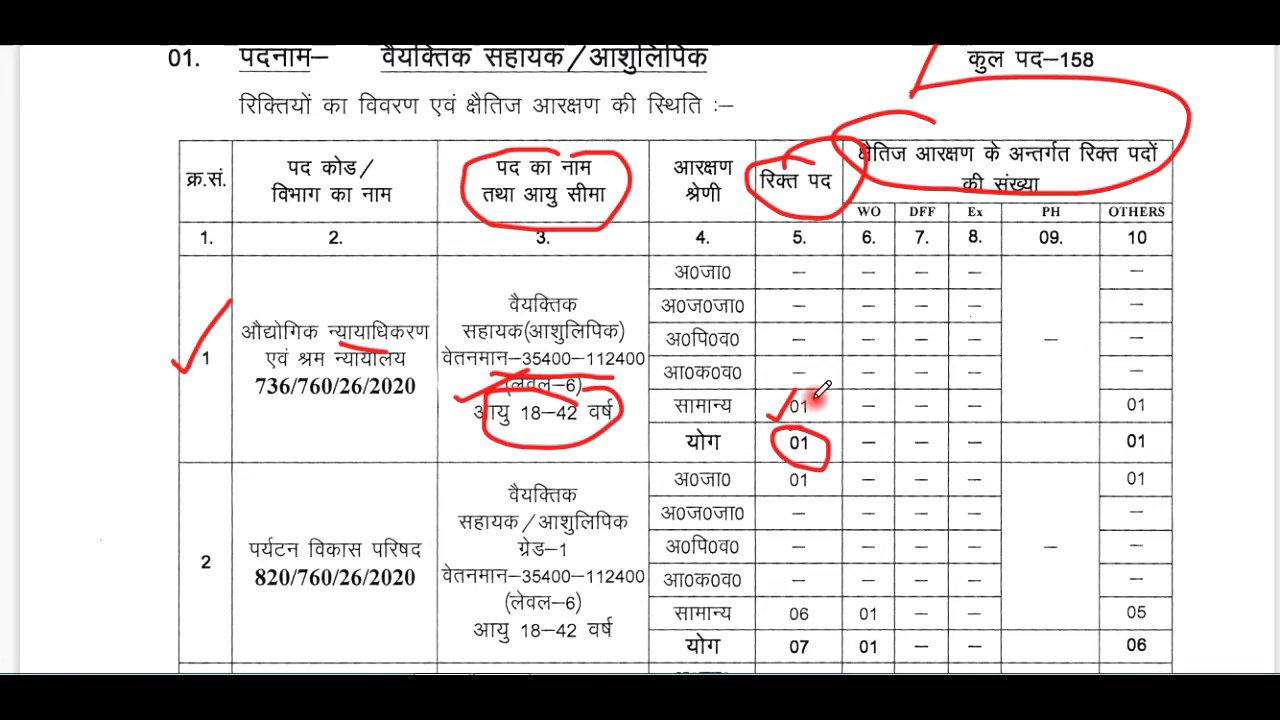 01. पदनाम– वैयक्तिक सहायक/आशुलिपिक
कुल पद–158
रिक्तियों का विवरण एवं क्षैतिज आरक्षण की स्थिति :–
क्र.सं. पद कोड/ विभाग का नाम पद का नाम तथा आयु सीमा आरक्षण श्रेणी रिक्त पद क्षैतिज आरक्षण के अन्तर्गत रिक्त पदों की संख्या
WO DFF Ex PH OTHERS
1. 2. 3. 4. 5. 6. 7. 8. 09. 10
1
औद्योगिक न्यायाधिकरण
एवं श्रम न्यायालय
736/760/26/2020
वैयक्तिक
सहायक(आशुलिपिक)
वेतनमान–35400–112400
(लेवल–6)
आयु 18–42 वर्ष
अ0जा0 – – – – –
अ0ज0जा0 – – – – –
अ0पि0व0 – – – – – –
आ0क0व0 – – – – –
सामान्य 01 – – – 01
योग 01 – – – 01
2
पर्यटन विकास परिषद
820/760/26/2020
वैयक्तिक
सहायक/आशुलिपिक
ग्रेड–1
वेतनमान–35400–112400
(लेवल–6)
आयु 18–42 वर्ष
अ0जा0 01 – – – 01
अ0ज0जा0 – – – – –
अ0पि0व0 – – – – – –
आ0क0व0 – – – – –
सामान्य 06 01 – – 05
योग 07 01 – – 06